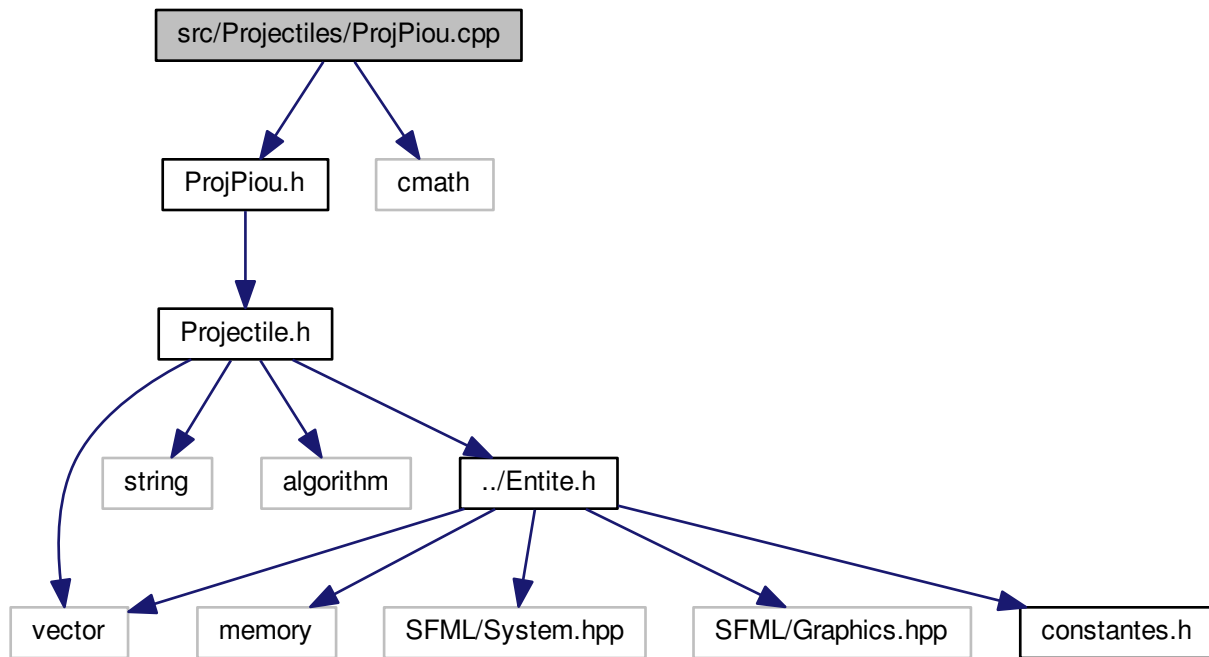 src/Projectiles/ProjPiou.cpp
ProjPiou.h
cmath
Projectile.h
string
algorithm
../Entite.h
vector
memory
SFML/System.hpp
SFML/Graphics.hpp
constantes.h